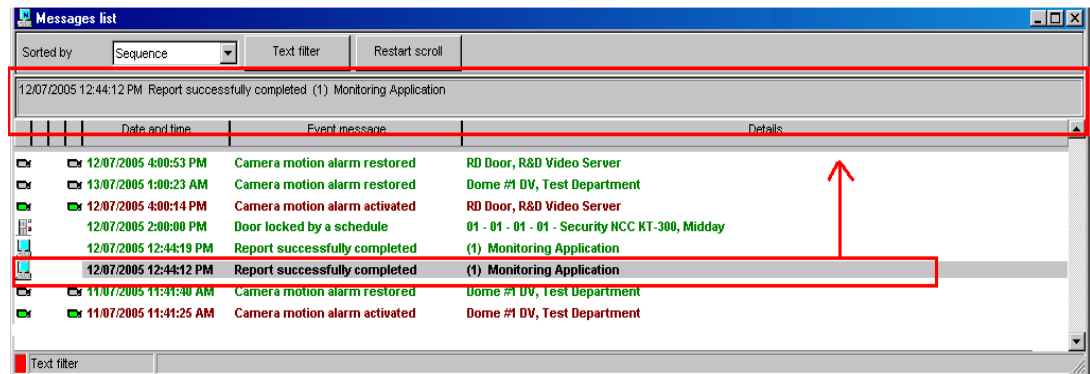 Messages list
Sorted by Sequence Text filter Restart scroll
12/07/2005 12:44:12 PM Report successfully completed (1) Monitoring Application
Date and time Event message Details
12/07/2005 4:00:53 PM Camera motion alarm restored RD Door, R&D Video Server
13/07/2005 1:00:23 AM Camera motion alarm restored Dome #1 DV, Test Department
12/07/2005 4:00:14 PM Camera motion alarm activated RD Door, R&D Video Server
12/07/2005 2:00:00 PM Door locked by a schedule 01 - 01 - 01 - 01 - Security NCC KT-300, Midday
12/07/2005 12:44:19 PM Report successfully completed (1) Monitoring Application
12/07/2005 12:44:12 PM Report successfully completed (1) Monitoring Application
11/07/2005 11:41:40 AM Camera motion alarm restored Dome #1 DV, Test Department
11/07/2005 11:41:25 AM Camera motion alarm activated Dome #1 DV, Test Department
Text filter